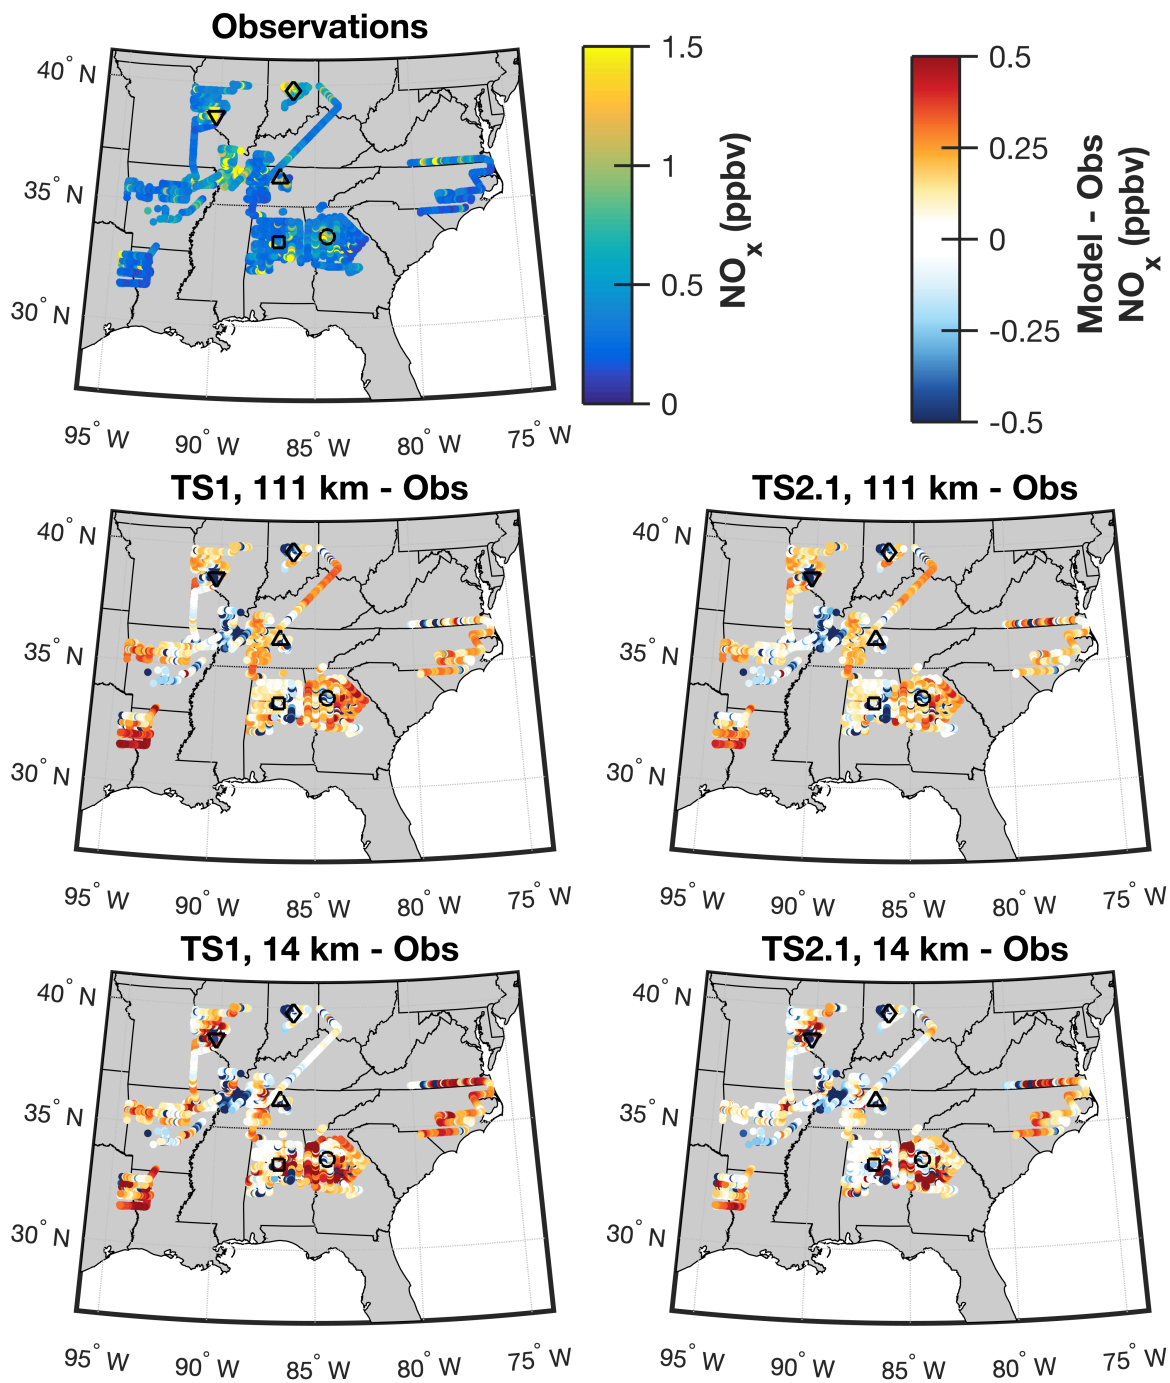 Observations
40° N
35° N
30° N
95° W
90° W
85° W
80° W
75° W
1.5
1
0.5
0
NOx (ppbv)
0.5
0.25
0
-0.25
-0.5
Model - Obs
NOx (ppbv)
TS1, 111 km - Obs
40° N
35° N
30° N
95° W
90° W
85° W
80° W
75° W
TS2.1, 111 km - Obs
40° N
35° N
30° N
95° W
90° W
85° W
80° W
75° W
TS1, 14 km - Obs
40° N
35° N
30° N
95° W
90° W
85° W
80° W
75° W
TS2.1, 14 km - Obs
40° N
35° N
30° N
95° W
90° W
85° W
80° W
75° W